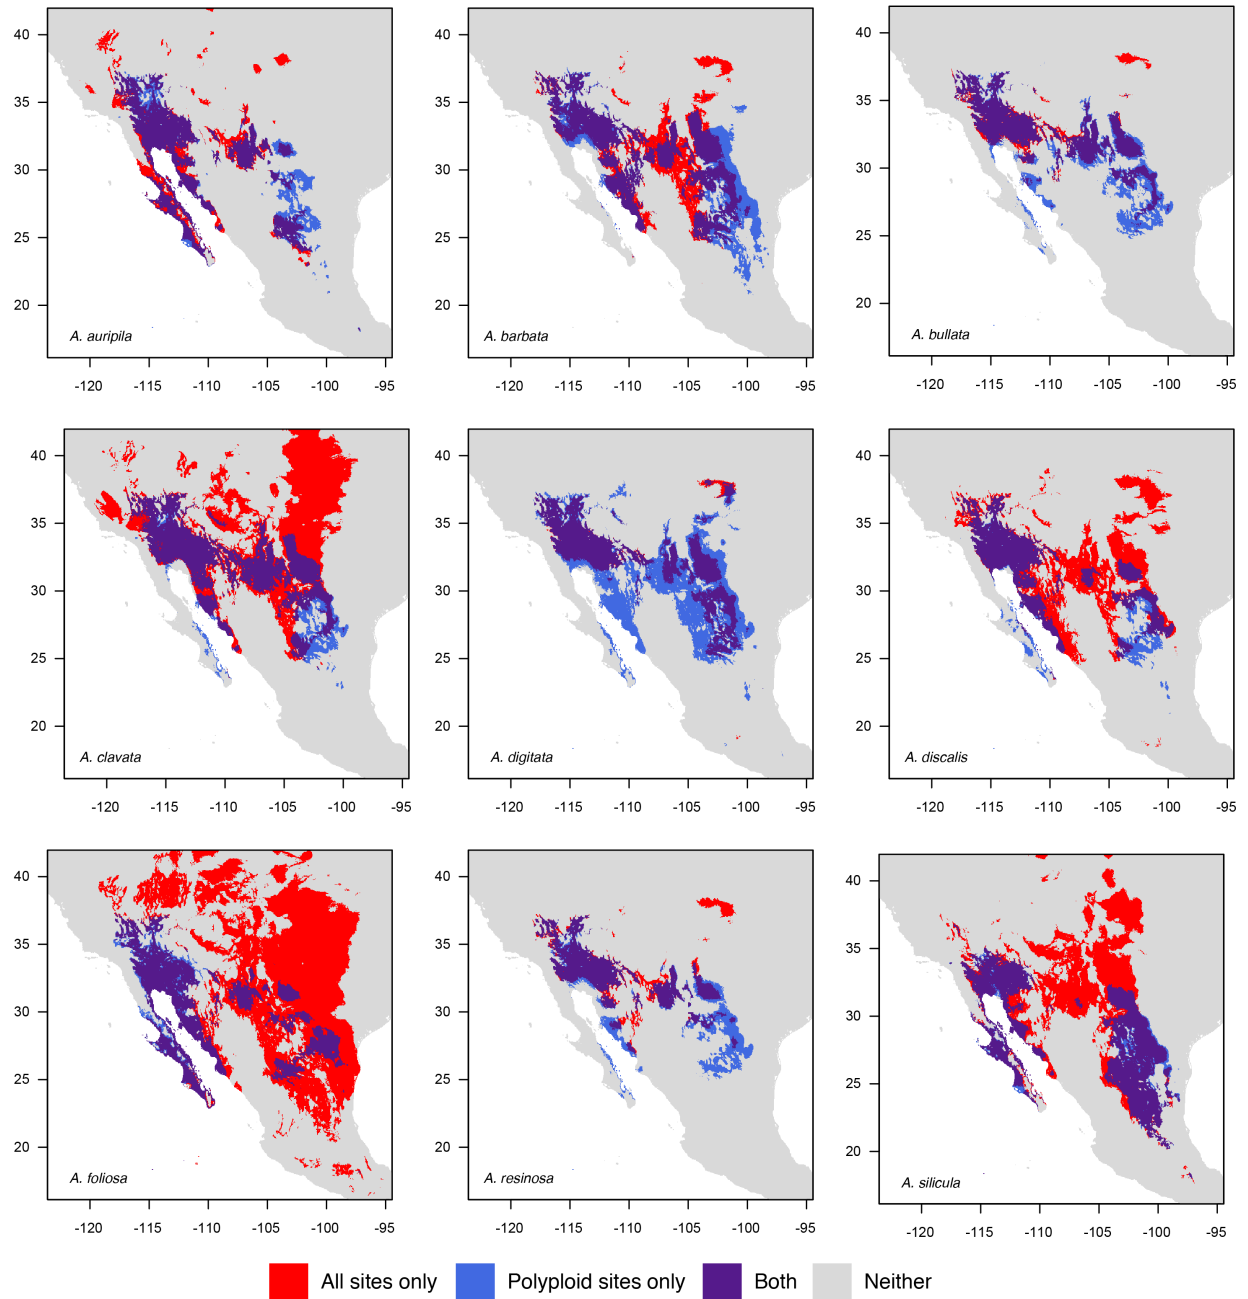 40
35
30
25
20
A. auripila
-120 -115 -110 -105 -100 -95
40
35
30
25
20
A. barbata
-120 -115 -110 -105 -100 -95
40
35
30
25
20
A. bullata
-120 -115 -110 -105 -100 -95
40
35
30
25
20
A. clavata
-120 -115 -110 -105 -100 -95
40
35
30
25
20
A. digitata
-120 -115 -110 -105 -100 -95
40
35
30
25
20
A. discalis
-120 -115 -110 -105 -100 -95
40
35
30
25
20
A. foliosa
-120 -115 -110 -105 -100 -95
40
35
30
25
20
A. resinosa
-120 -115 -110 -105 -100 -95
40
35
30
25
20
A. silicula
-120 -115 -110 -105 -100 -95
All sites only Polyploid sites only Both Neither